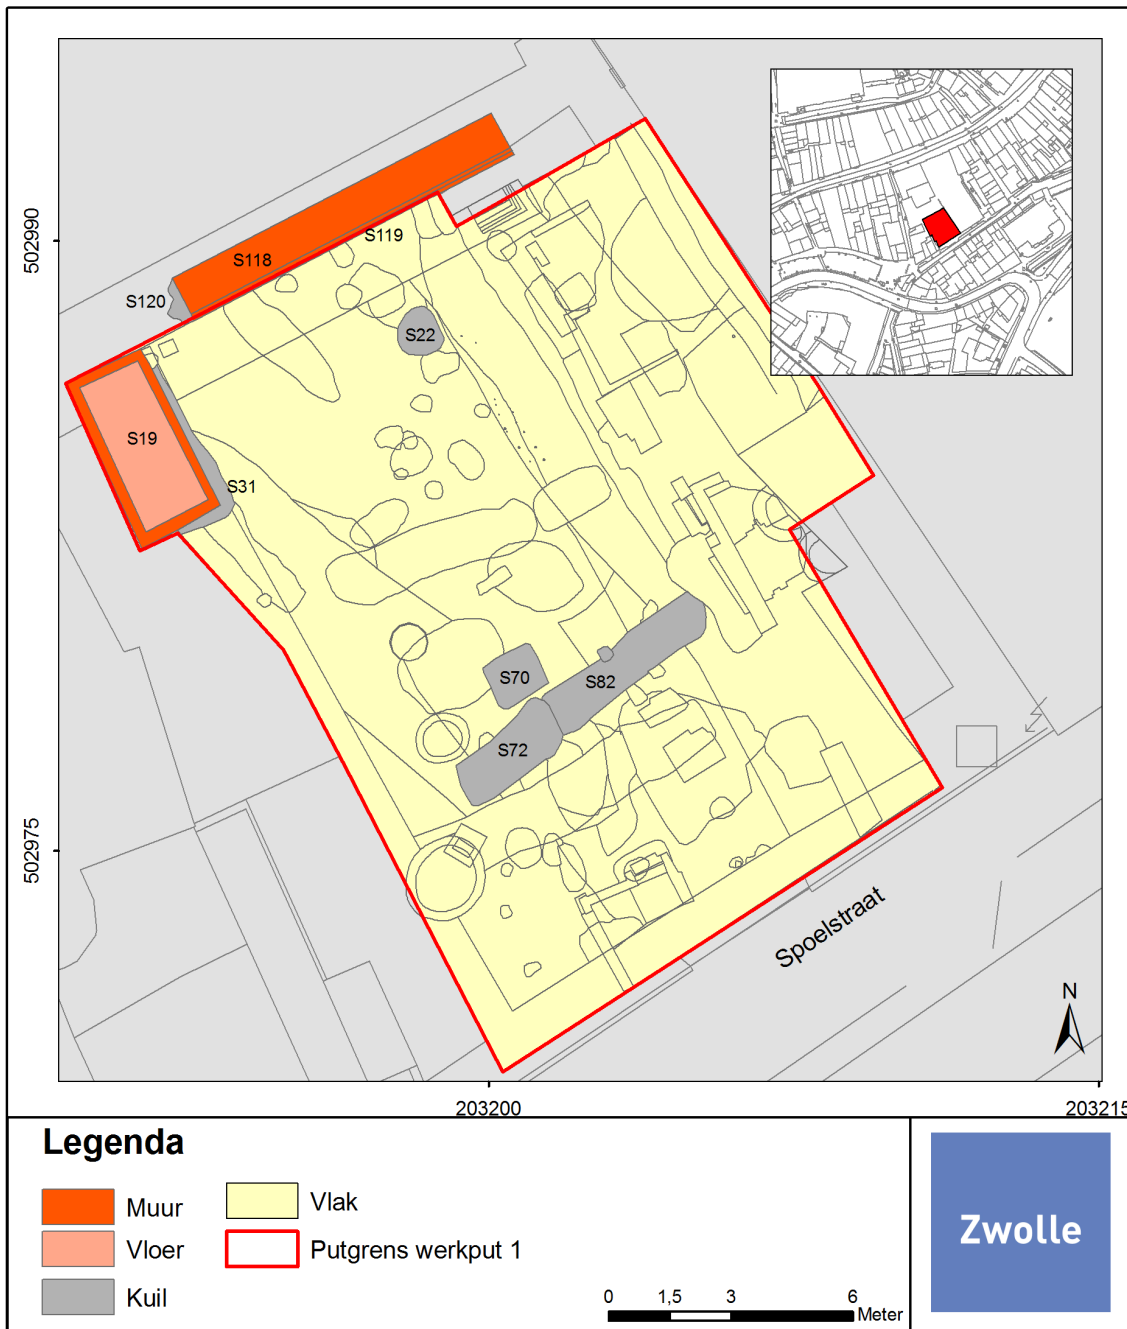 502990
502975
S118
S119
S120
S22
S19
S31
S70
S82
S72
Spoelstraat
N
203200
203215
Legenda
Muur
Vloer
Kuil
Vlak
Putgrens werkput 1
0 1,5 3 6
Meter
Zwolle